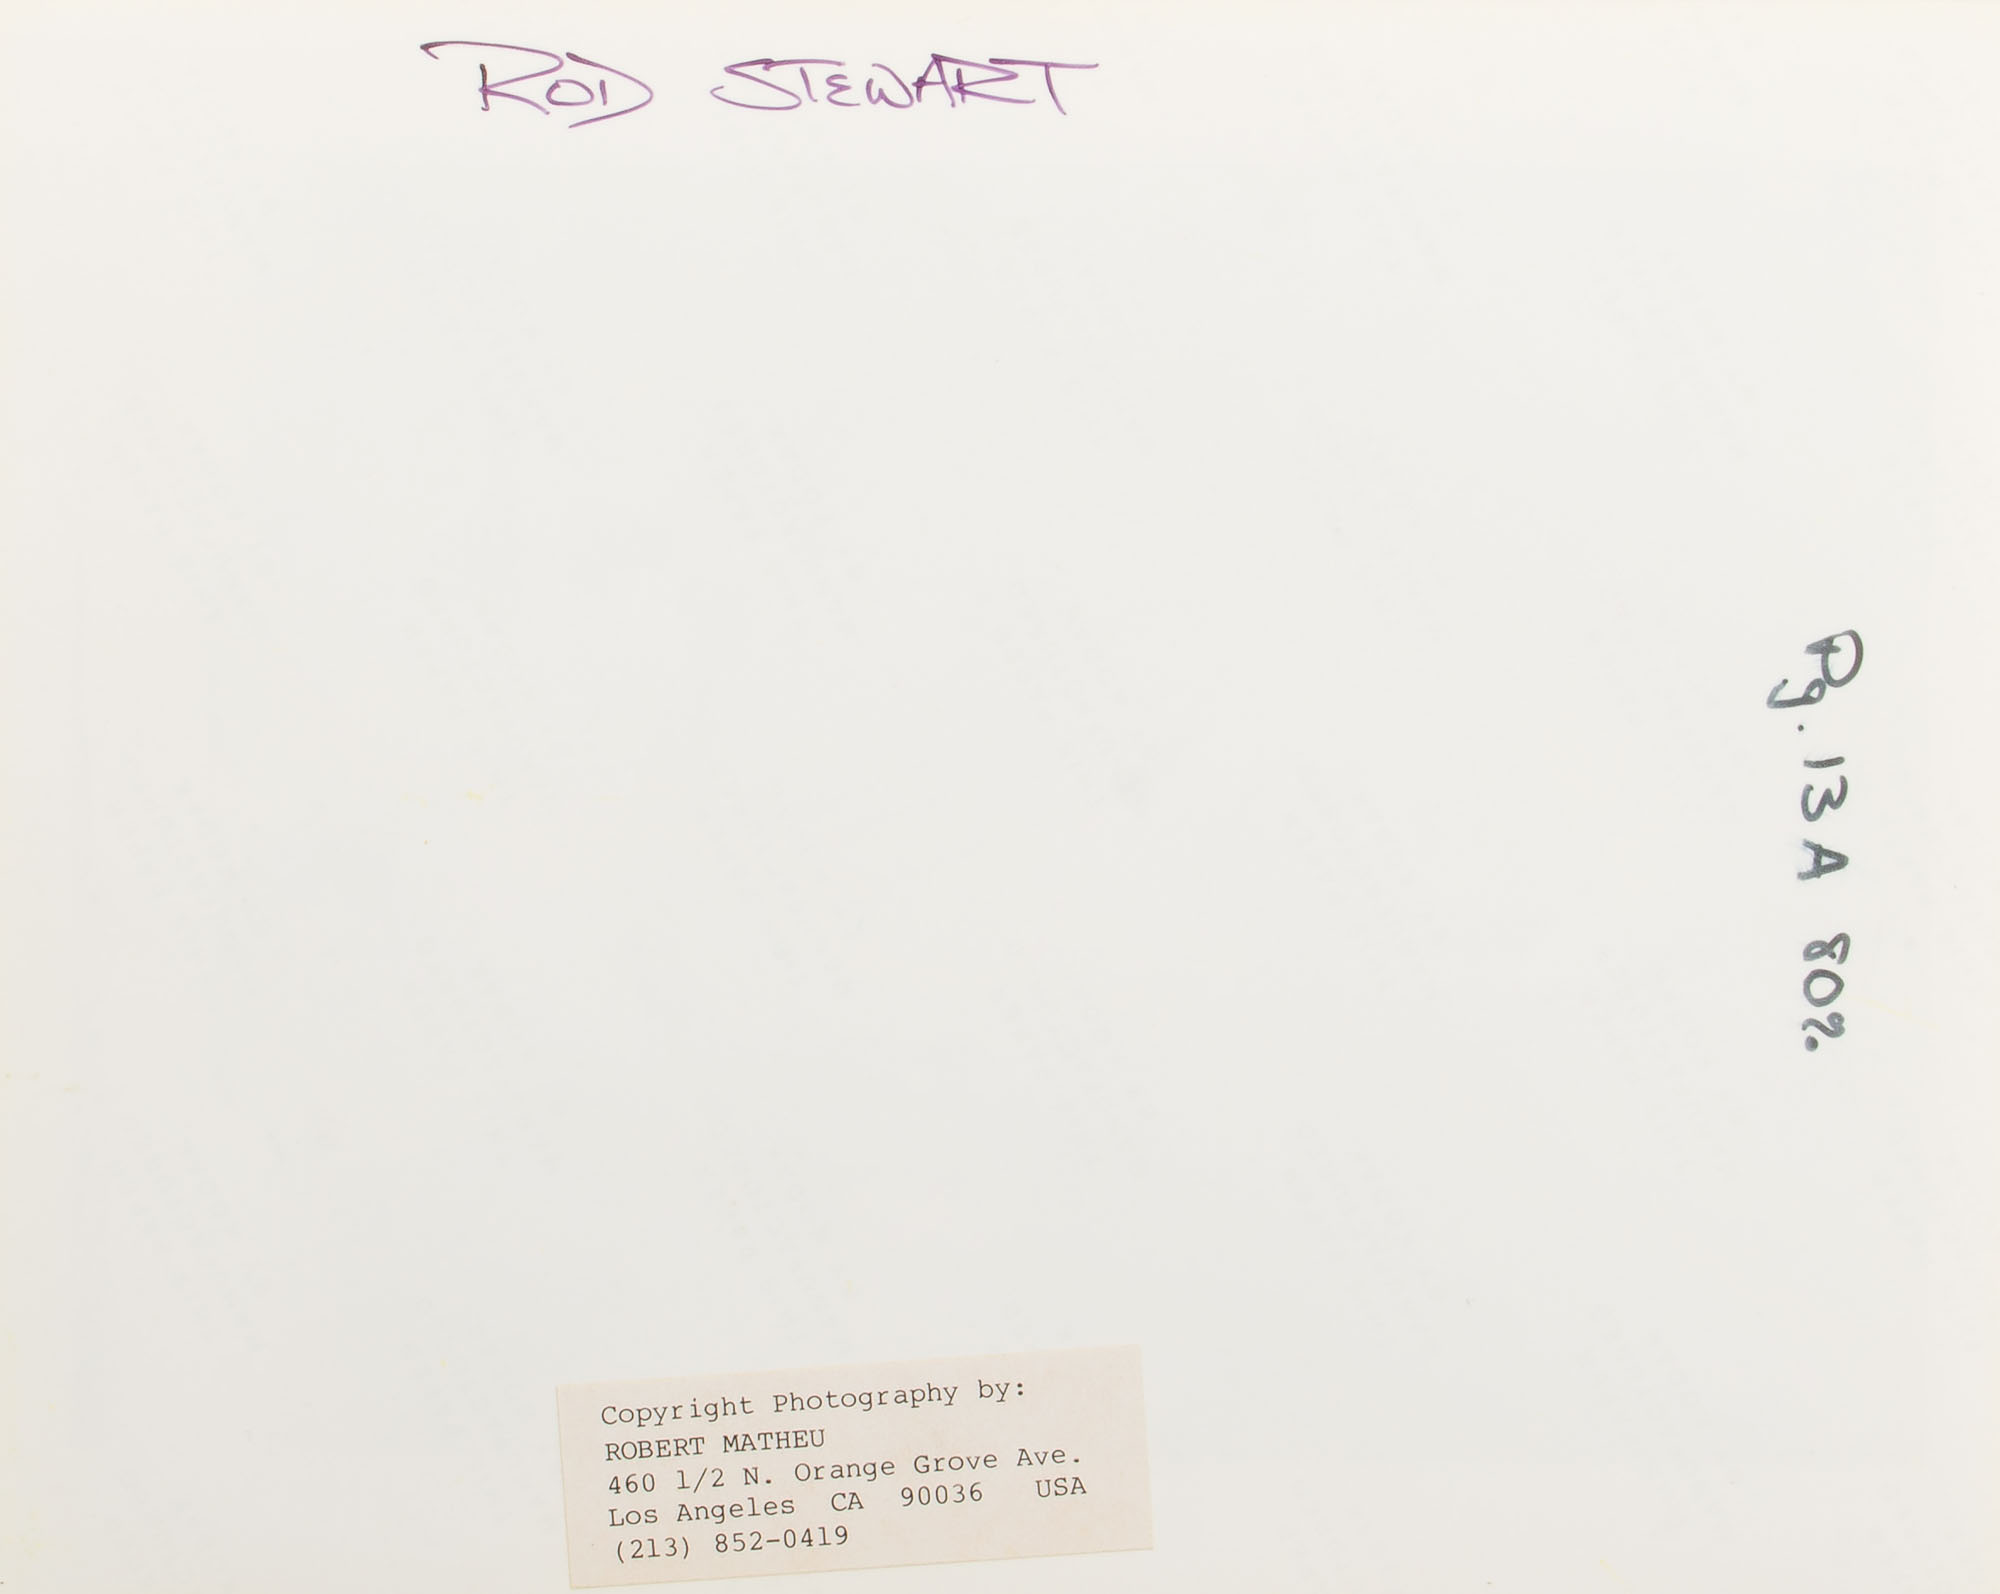 ROD STEWART
Pg. 13 A 80%.
Copyright Photography by:
ROBERT MATHEU
460 1/2 N. Orange Grove Ave.
Los Angeles CA 90036 USA
(213) 852-0419